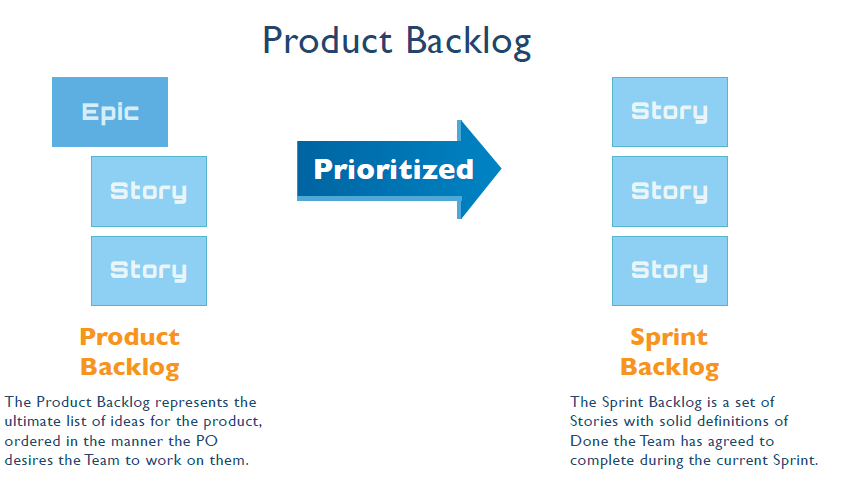 Product Backlog
Epic
Story
Story
Prioritized
Story
Story
Story
Product
Backlog
The Product Backlog represents the
ultimate list of ideas for the product,
ordered in the manner the PO
desires the Team to work on them.
Sprint
Backlog
The Sprint Backlog is a set of
Stories with solid definitions of
Done the Team has agreed to
complete during the current Sprint.